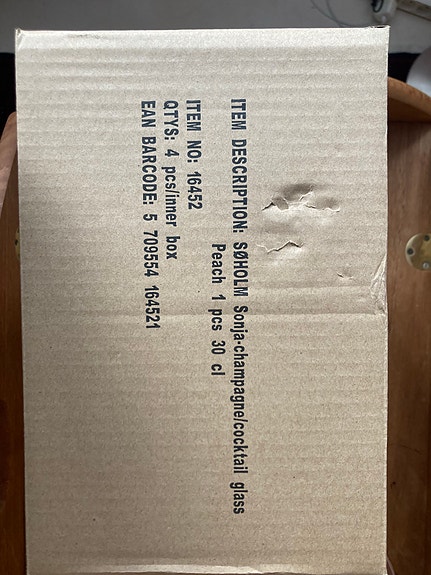 ITEM DESCRIPTION: SØHOLM Sonja-champagne/cocktail glass
Peach 1 pcs 30 cl
ITEM NO: 16452
QTYS: 4 pcs/inner box
EAN BARCODE: 5 709554 164521